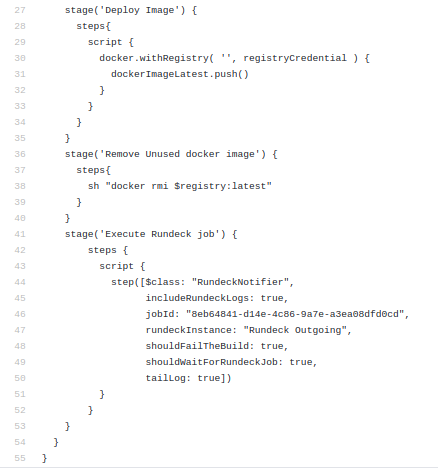 27 stage('Deploy Image') {
28 steps{
29 script {
30 docker.withRegistry( '', registryCredential ) {
31 dockerImageLatest.push()
32 }
33 }
34 }
35 }
36 stage('Remove Unused docker image') {
37 steps{
38 sh "docker rmi $registry:latest"
39 }
40 }
41 stage('Execute Rundeck job') {
42 steps {
43 script {
44 step([$class: "RundeckNotifier",
45 includeRundeckLogs: true,
46 jobId: "8eb64841-d14e-4c86-9a7e-a3ea08dfd0cd",
47 rundeckInstance: "Rundeck Outgoing",
48 shouldFailTheBuild: true,
49 shouldWaitForRundeckJob: true,
50 tailLog: true])
51 }
52 }
53 }
54 }
55 }